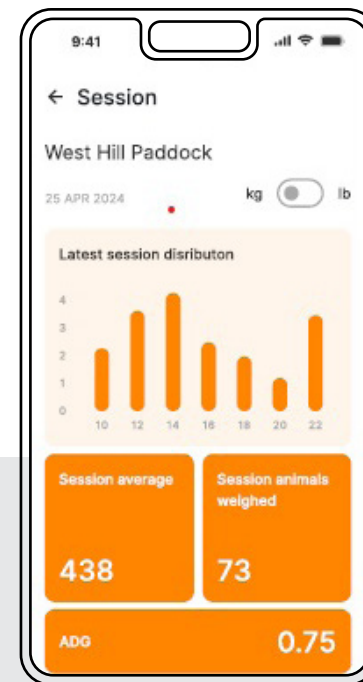 9:41
← Session
West Hill Paddock
25 APR 2024 kg lb
Latest session disributon
4
3
2
1
0
10 12 14 16 18 20 22
Session average
438
Session animals
weighed
73
ADG 0.75